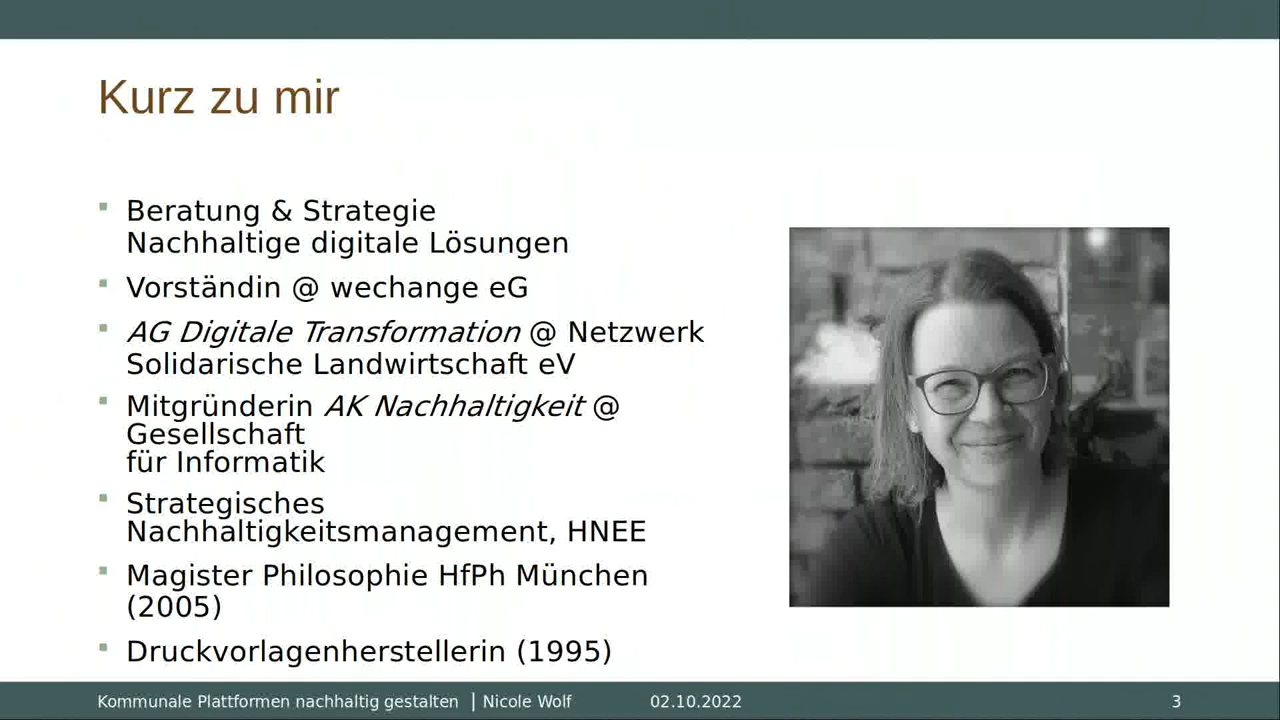 Kurz zu mir
Beratung & Strategie
Nachhaltige digitale Lösungen
Vorständin @ wechange eG
AG Digitale Transformation @ Netzwerk
Solidarische Landwirtschaft eV
Mitgründerin AK Nachhaltigkeit @
Gesellschaft
für Informatik
Strategisches
Nachhaltigkeitsmanagement, HNEE
Magister Philosophie HfPh München
(2005)
Druckvorlagenherstellerin (1995)
Kommunale Plattformen nachhaltig gestalten | Nicole Wolf 02.10.2022 3